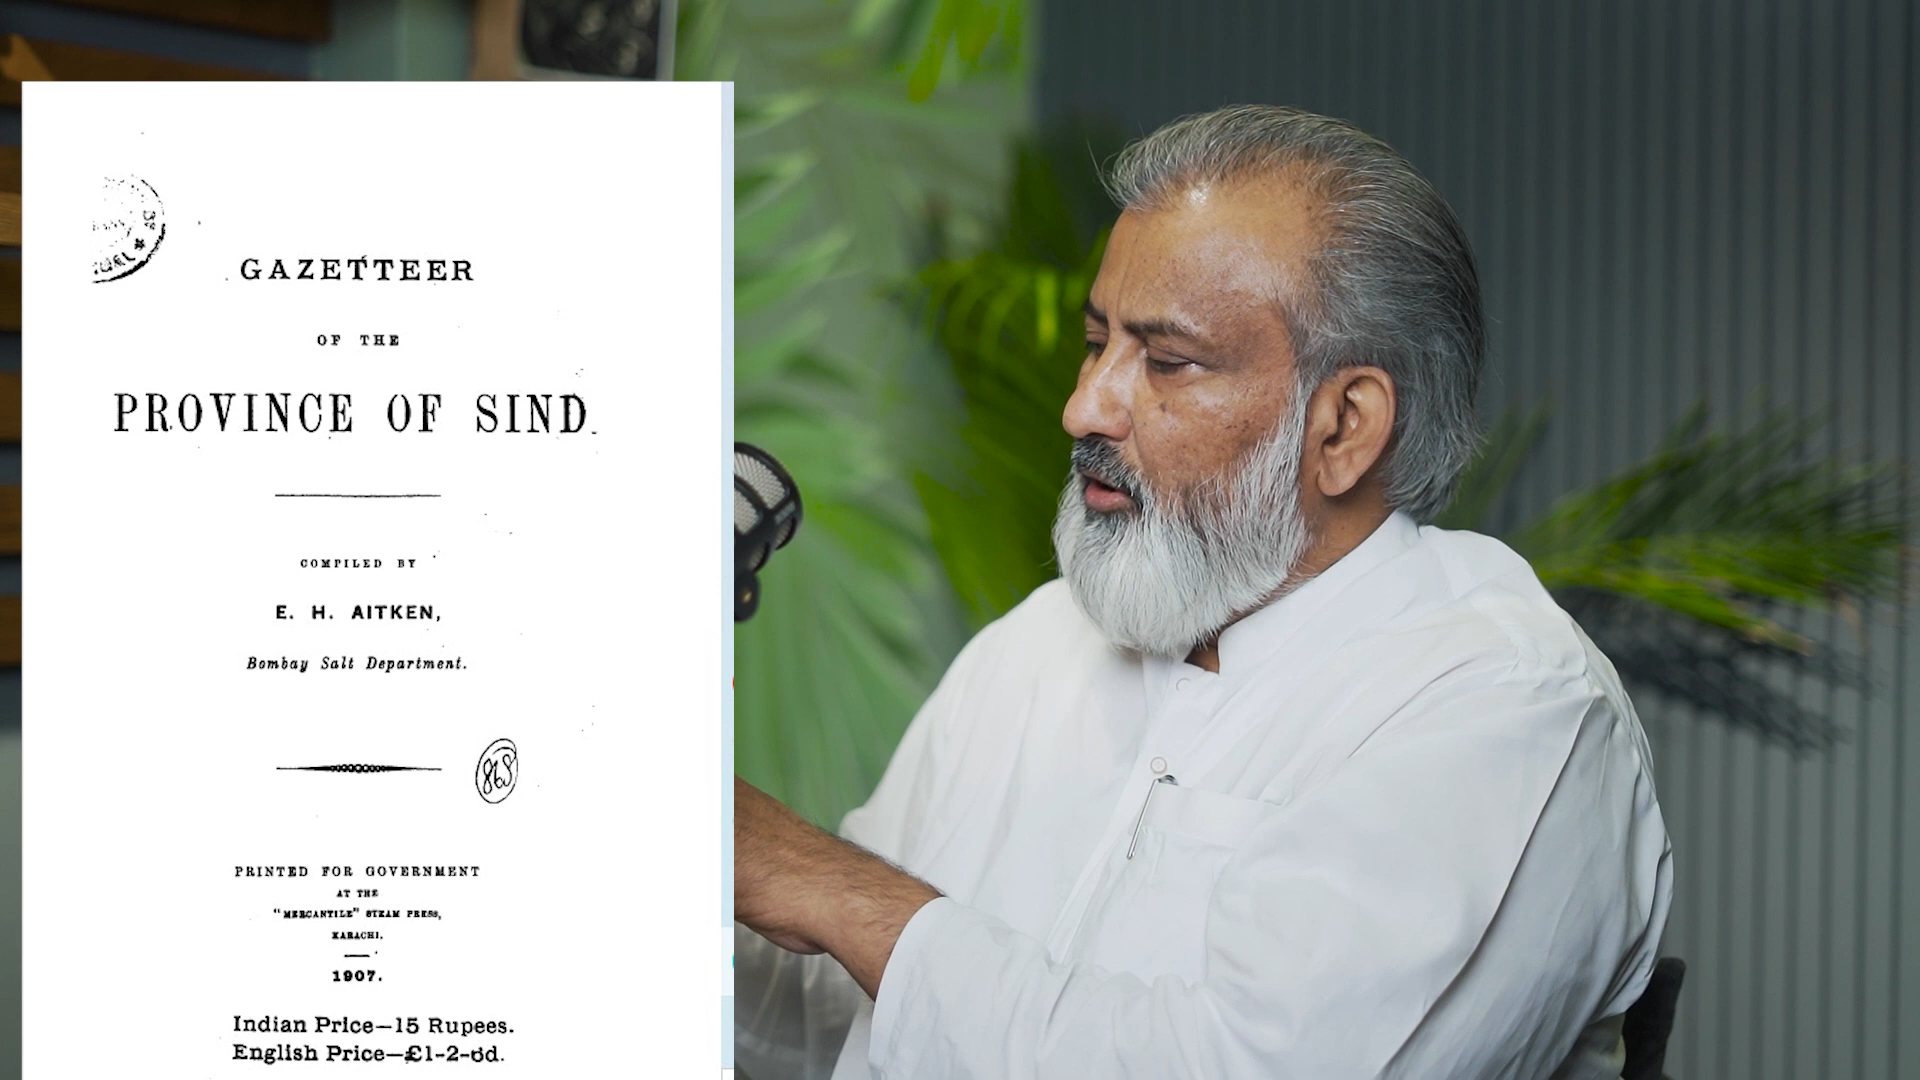 GAZETTEER
OF THE
PROVINCE OF SIND.
COMPILED BY
E. H. AITKEN,
Bombay Salt Department.
868
PRINTED FOR GOVERNMENT
AT THE
"MERCANTILE" STEAM PRESS,
KARACHI.
1907.
Indian Price—15 Rupees.
English Price—£1-2-6d.